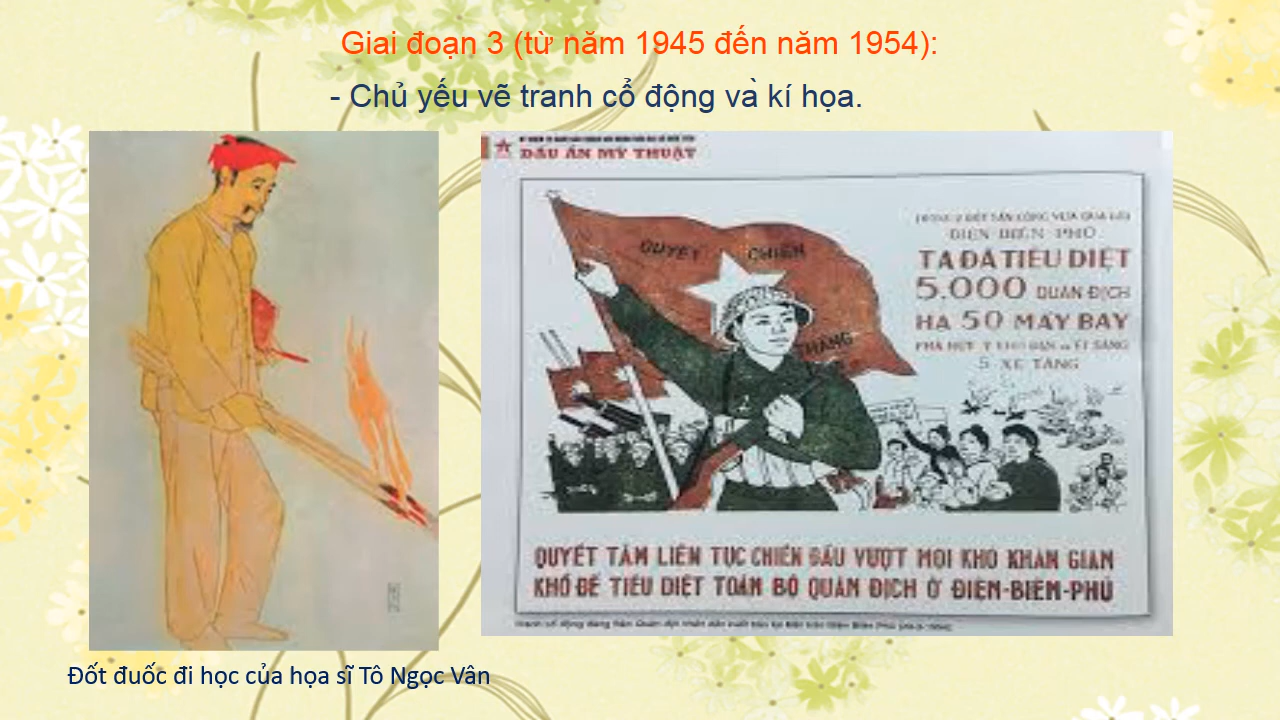 Giai đoạn 3 (từ năm 1945 đến năm 1954):
- Chủ yếu vẽ tranh cổ động và kí họa.
DẤU ẤN MỸ THUẬT
QUYẾT CHIẾN
THẮNG
ĐIỆN BIÊN PHỦ
TA ĐÃ TIÊU DIỆT
5.000 QUÂN ĐỊCH
HẠ 50 MÁY BAY
5 XE TĂNG
QUYẾT TÂM LIÊN TỤC CHIẾN ĐẤU VƯỢT MỌI KHÓ KHĂN GIAN
KHỔ ĐỂ TIÊU DIỆT TOÀN BỘ QUÂN ĐỊCH Ở ĐIỆN-BIÊN-PHỦ
Đốt đuốc đi học của họa sĩ Tô Ngọc Vân